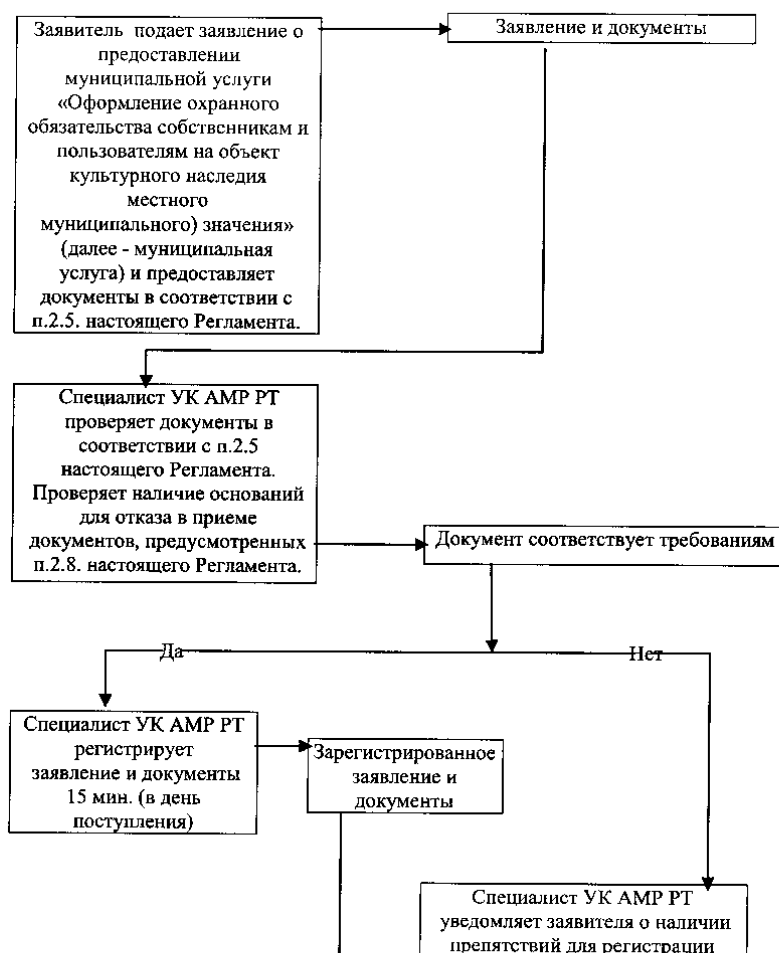 Заявитель подает заявление о
предоставлении
муниципальной услуги
«Оформление охранного
обязательства собственникам и
пользователям на объект
культурного наследия
местного
муниципального) значения»
(далее - муниципальная
услуга) и предоставляет
документы в соответствии с
п.2.5. настоящего Регламента.
Заявление и документы
Специалист УК АМР РТ
проверяет документы в
соответствии с п.2.5
настоящего Регламента.
Проверяет наличие оснований
для отказа в приеме
документов, предусмотренных
п.2.8. настоящего Регламента.
Документ соответствует требованиям
Да
Нет
Специалист УК АМР РТ
регистрирует
заявление и документы
15 мин. (в день
поступления)
Зарегистрированное
заявление и
документы
Специалист УК АМР РТ
уведомляет заявителя о наличии
препятствий для регистрации